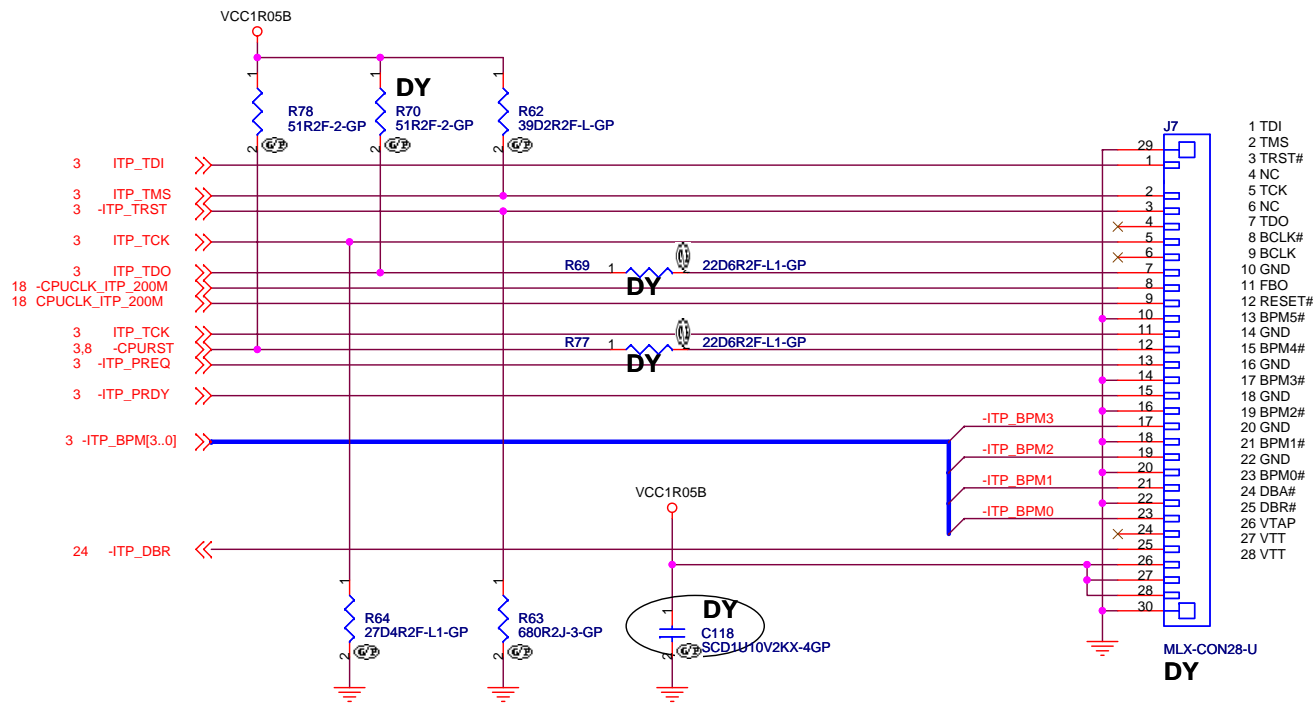 VCC1R05B
1
1
DY
1
R78
51R2F-2-GP
R70
51R2F-2-GP
R62
39D2R2F-L-GP
2
G/P
2
G/P
2
G/P
3 ITP_TDI
3 ITP_TMS
3 -ITP_TRST
3 ITP_TCK
3 ITP_TDO
R69 1
22D6R2F-L1-GP
DY
18 -CPUCLK_ITP_200M
18 CPUCLK_ITP_200M
3 ITP_TCK
3,8 -CPURST
R77 1
22D6R2F-L1-GP
DY
3 -ITP_PREQ
3 -ITP_PRDY
3 -ITP_BPM[3..0]
-ITP_BPM3
-ITP_BPM2
-ITP_BPM1
-ITP_BPM0
24 -ITP_DBR
VCC1R05B
1
R64
27D4R2F-L1-GP
2
G/P
1
R63
680R2J-3-GP
2
G/P
DY
1
C118
SCD1U10V2KX-4GP
2
G/P
J7
29
1
2
3
4
5
6
7
8
9
10
11
12
13
14
15
16
17
18
19
20
21
22
23
24
25
26
27
28
30
MLX-CON28-U
DY
1 TDI
2 TMS
3 TRST#
4 NC
5 TCK
6 NC
7 TDO
8 BCLK#
9 BCLK
10 GND
11 FBO
12 RESET#
13 BPM5#
14 GND
15 BPM4#
16 GND
17 BPM3#
18 GND
19 BPM2#
20 GND
21 BPM1#
22 GND
23 BPM0#
24 DBA#
25 DBR#
26 VTAP
27 VTT
28 VTT